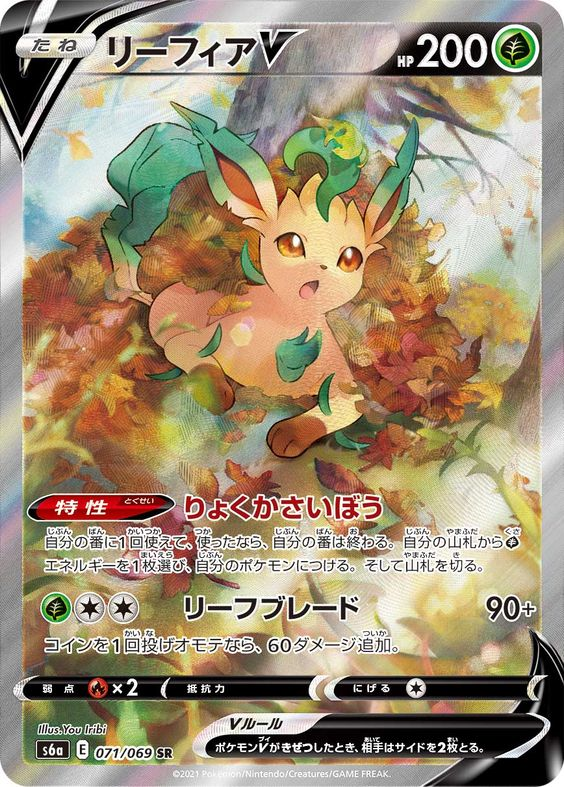 たね リーフィアV HP 200
特性 とくせい りょくかさいぼう
自分の番に1回使えて、使ったなら、自分の番は終わる。自分の山札から
エネルギーを1枚選び、自分のポケモンにつける。そして山札を切る。
リーフブレード 90+
コインを1回投げオモテなら、60ダメージ追加。
弱点 ×2 抵抗力 にげる
Illus.You Iribi
Vルール
ポケモンVがきぜつしたとき、相手はサイドを2枚とる。
s6a E 071/069 SR
©2021 Pokémon/Nintendo/Creatures/GAME FREAK.